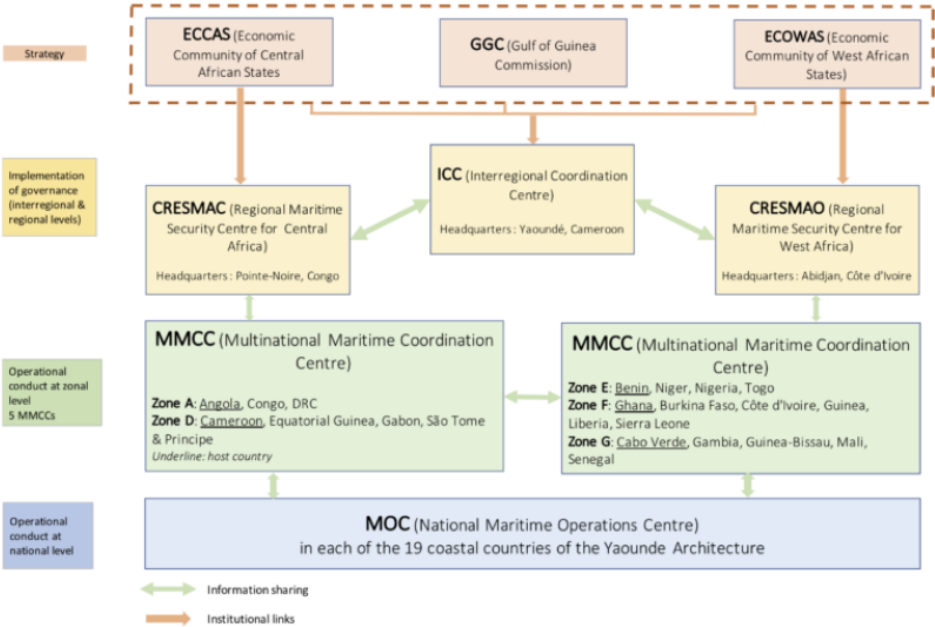 Strategy
ECCAS (Economic
Community of Central
African States
GGC (Gulf of Guinea
Commission)
ECOWAS (Economic
Community of West African
States)
Implementation
of governance
(interregional &
regional levels)
CRESMAC (Regional Maritime
Security Centre for Central
Africa)
Headquarters : Pointe-Noire, Congo
ICC (Interregional Coordination
Centre)
Headquarters : Yaoundé, Cameroon
CRESMAO (Regional
Maritime Security Centre for
West Africa)
Headquarters : Abidjan, Côte d'Ivoire
Operational
conduct at zonal
level
5 MMCCs
MMCC (Multinational Maritime Coordination
Centre)
Zone A: Angola, Congo, DRC
Zone D: Cameroon, Equatorial Guinea, Gabon, São Tome
& Principe
Underline: host country
MMCC (Multinational Maritime Coordination
Centre)
Zone E: Benin, Niger, Nigeria, Togo
Zone F: Ghana, Burkina Faso, Côte d'Ivoire, Guinea,
Liberia, Sierra Leone
Zone G: Cabo Verde, Gambia, Guinea-Bissau, Mali,
Senegal
Operational
conduct at
national level
MOC (National Maritime Operations Centre)
in each of the 19 coastal countries of the Yaounde Architecture
Information sharing
Institutional links